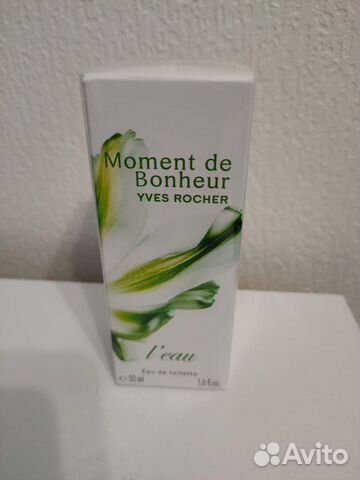 Moment de
Bonheur
YVES ROCHER
l'eau
Eau de toilette
℮ 50 ml 1.6 fl.oz.
Avito